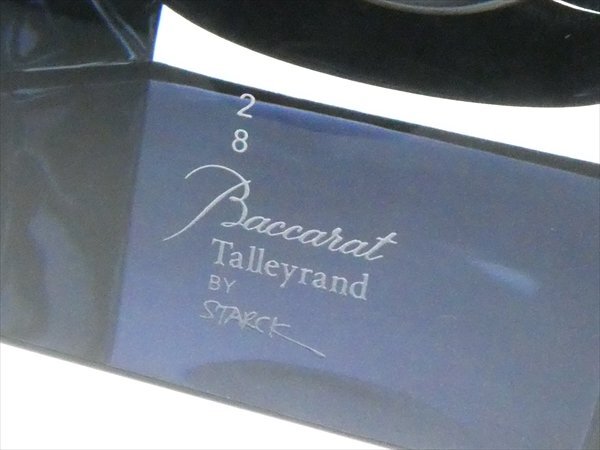 2
8
Baccarat
Talleyrand
BY
STARCK